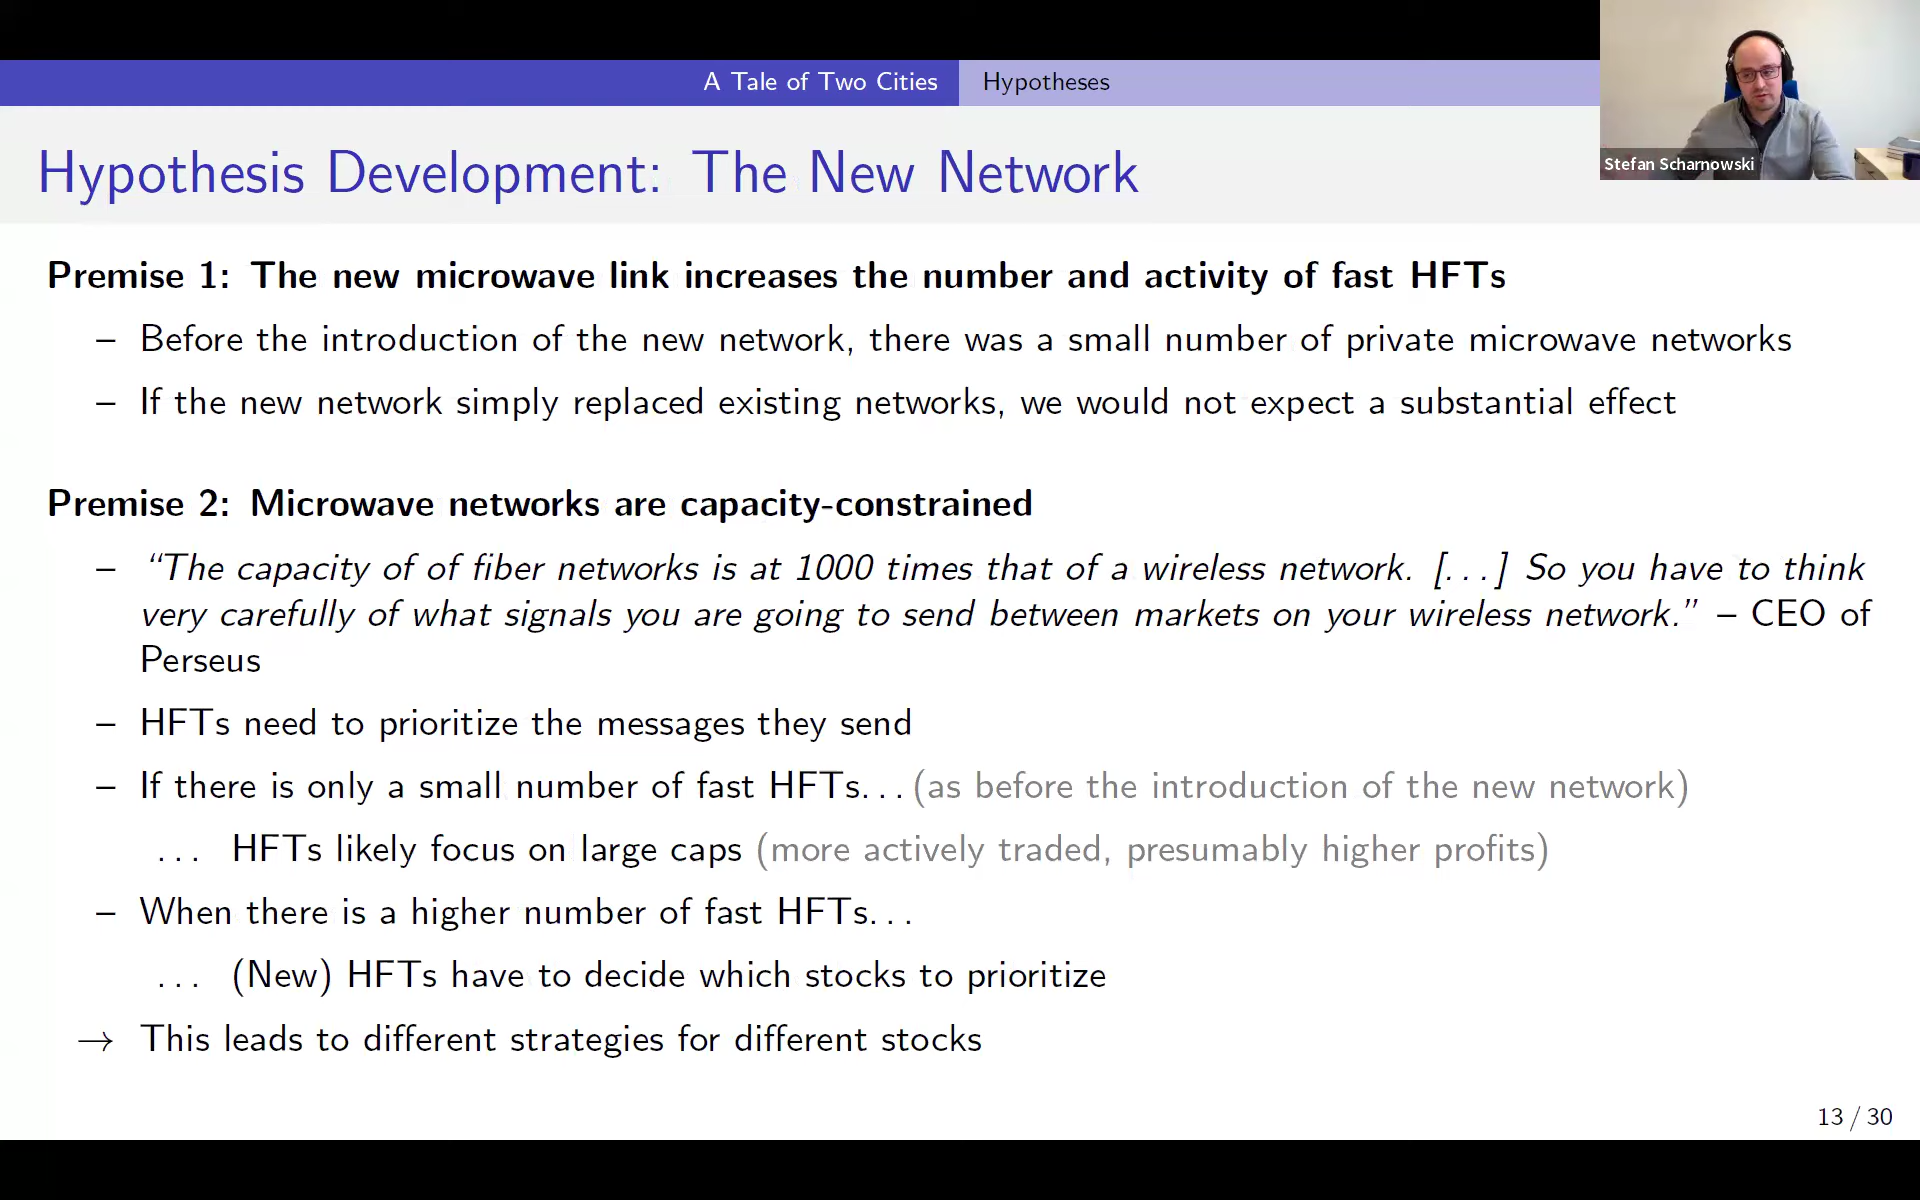 A Tale of Two Cities Hypotheses
Stefan Scharnowski
Hypothesis Development: The New Network
Premise 1: The new microwave link increases the number and activity of fast HFTs
– Before the introduction of the new network, there was a small number of private microwave networks
– If the new network simply replaced existing networks, we would not expect a substantial effect
Premise 2: Microwave networks are capacity-constrained
– “The capacity of of fiber networks is at 1000 times that of a wireless network. [...] So you have to think
very carefully of what signals you are going to send between markets on your wireless network.” – CEO of
Perseus
– HFTs need to prioritize the messages they send
– If there is only a small number of fast HFTs... (as before the introduction of the new network)
... HFTs likely focus on large caps (more actively traded, presumably higher profits)
– When there is a higher number of fast HFTs...
... (New) HFTs have to decide which stocks to prioritize
→ This leads to different strategies for different stocks
13 / 30